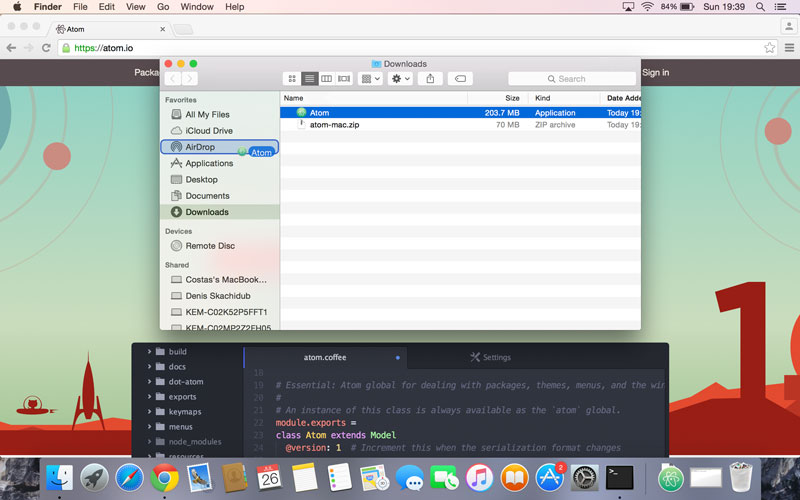 Finder File Edit View Go Window Help 84% Sun 19:39
Atom
https://atom.io
Sign in
Downloads
Search
Favorites
All My Files
iCloud Drive
AirDrop
Atom
Applications
Desktop
Documents
Downloads
Devices
Remote Disc
Shared
Costas's MacBook...
Denis Skachidub
KEM-C02K52P5FFT1
KEM-C02MP2Z2FH05
Name Size Kind Date Adde
Atom 203.7 MB Application Today 19
atom-mac.zip 70 MB ZIP archive Today 19
1
build
docs
dot-atom
exports
keymaps
menus
node_modules
resources
atom.coffee Settings
18
19 # Essential: Atom global for dealing with packages, themes, menus, and the win
20 #
21 # An instance of this class is always available as the `atom` global.
22 module.exports =
23 class Atom extends Model
24 @version: 1 # Increment this when the serialization format changes
JUL
26
2